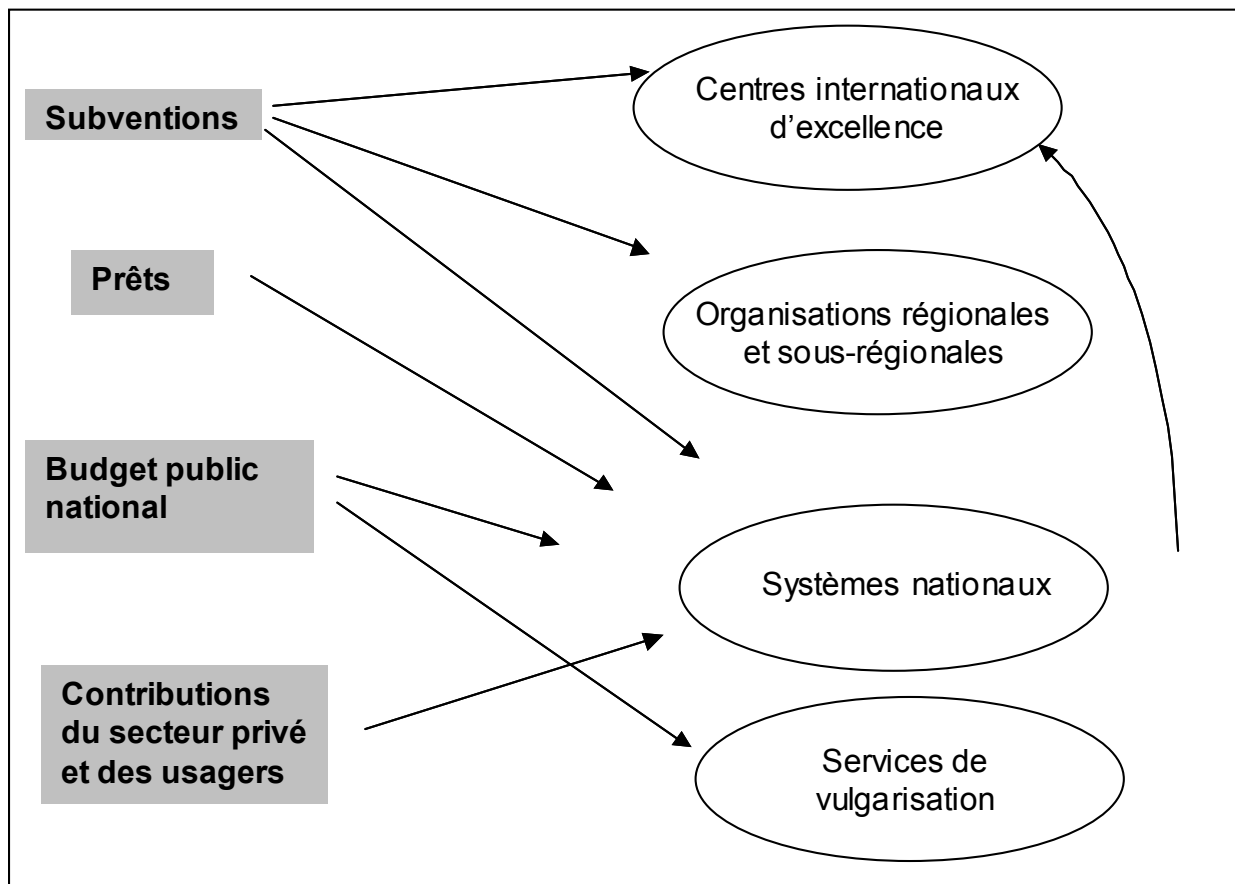 Subventions
Prêts
Budget public
national
Contributions
du secteur privé
et des usagers
Centres internationaux
d’excellence
Organisations régionales
et sous-régionales
Systèmes nationaux
Services de
vulgarisation